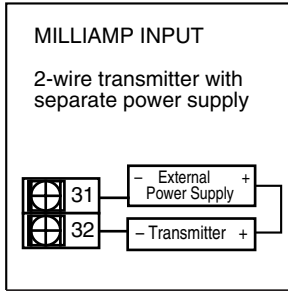 MILLIAMP INPUT
2-wire transmitter with
separate power supply
31
– External +
Power Supply
32
– Transmitter +